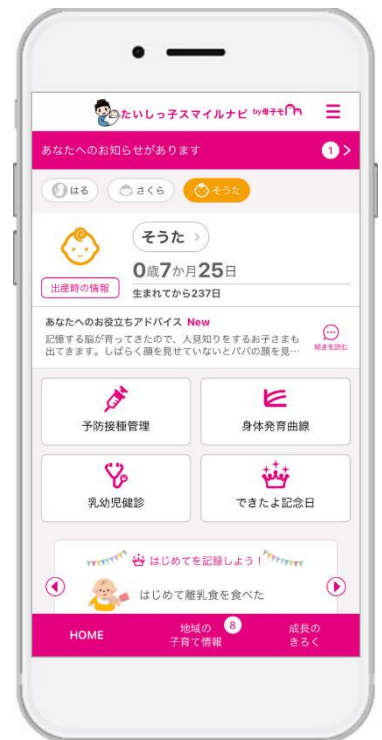 たいしっ子スマイルナビ by母子モ
あなたへのお知らせがあります 1
はる さくら そうた
そうた
0歳7か月25日
出産時の情報
生まれてから237日
あなたへのお役立ちアドバイス New
記憶する脳が育ってきたので、人見知りをするお子さまも
出てきます。しばらく顔を見せていないとパパの顔を見…
続きを読む
予防接種管理 身体発育曲線
乳幼児健診 できたよ記念日
はじめてを記録しよう!
はじめて離乳食を食べた
HOME 地域の 8 成長の
子育て情報 きろく